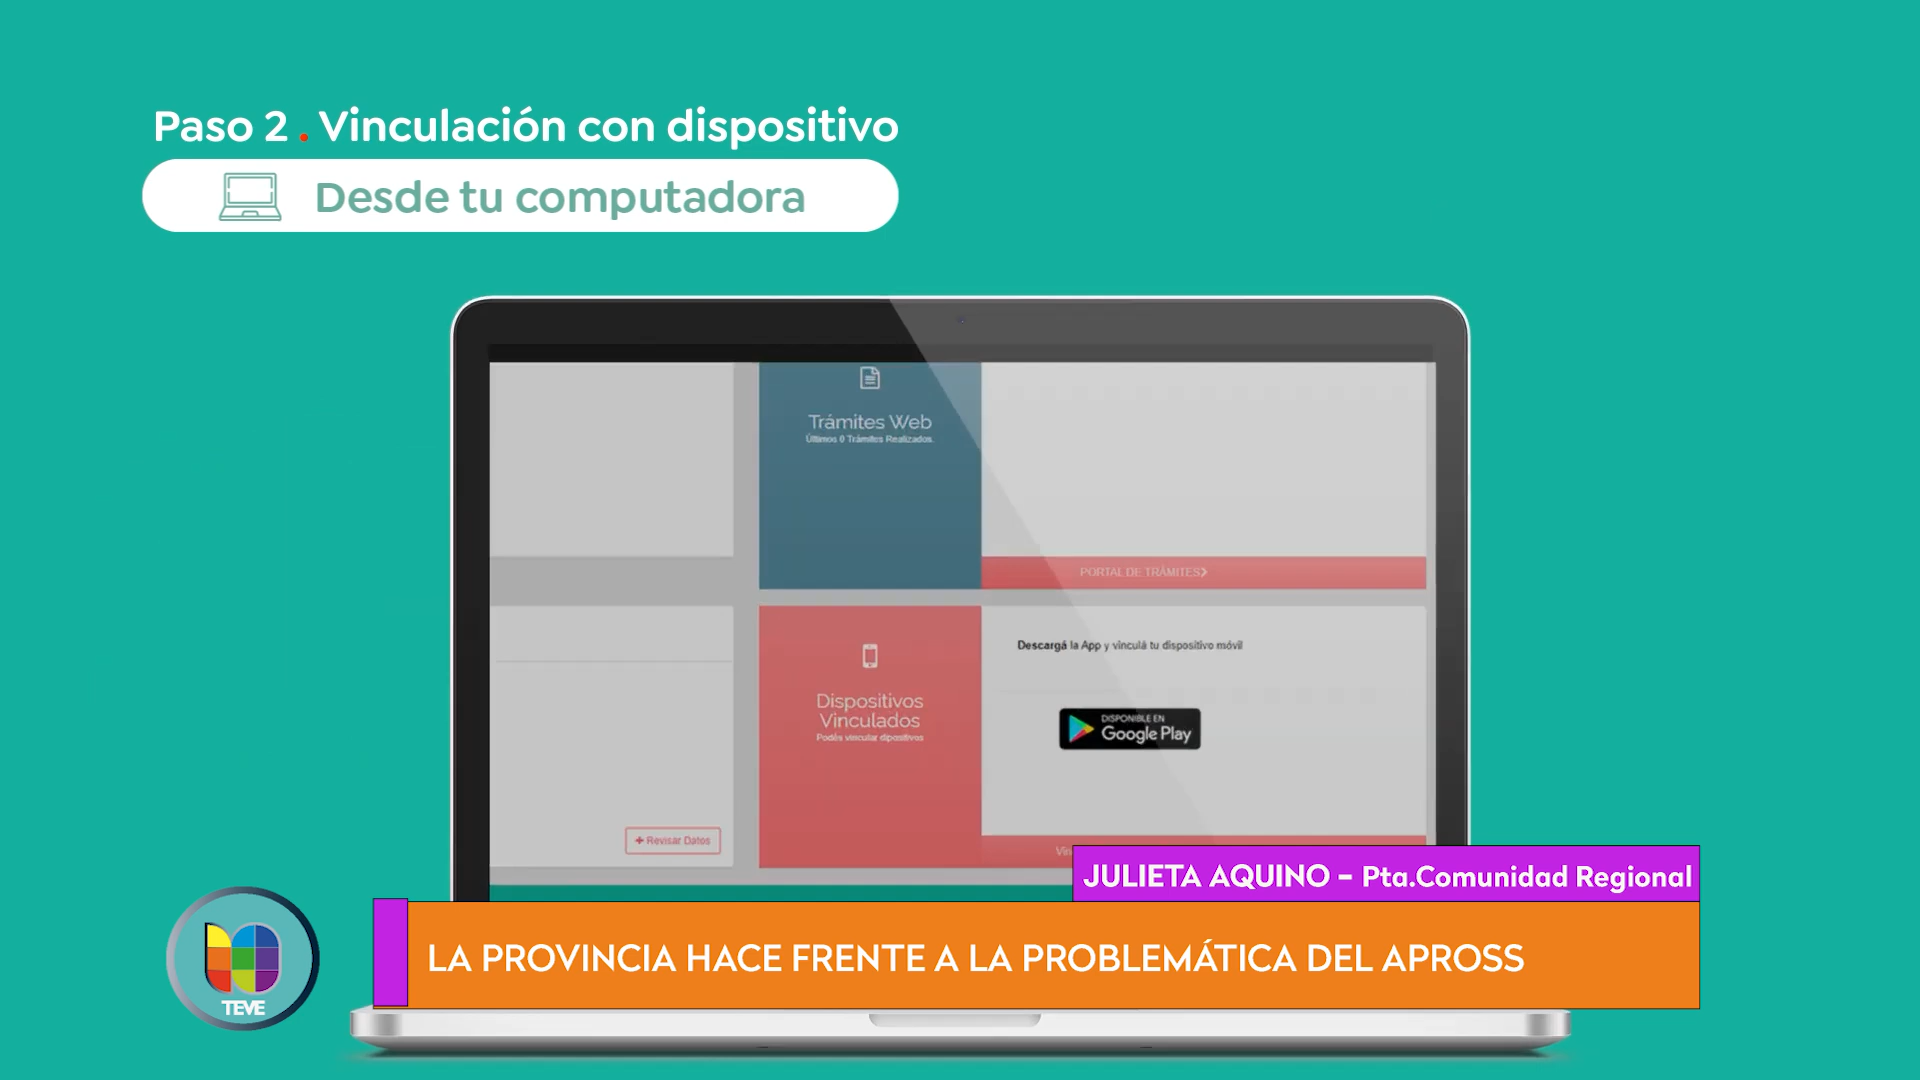 Paso 2 . Vinculación con dispositivo
Desde tu computadora
Trámites Web
Últimos 0 Trámites Realizados.
PORTAL DE TRÁMITES
Descargá la App y vinculá tu dispositivo móvil
Dispositivos
Vinculados
Podés vincular dipositivos
DISPONIBLE EN
Google Play
+ Revisar Datos
JULIETA AQUINO - Pta.Comunidad Regional
LA PROVINCIA HACE FRENTE A LA PROBLEMÁTICA DEL APROSS
TEVE